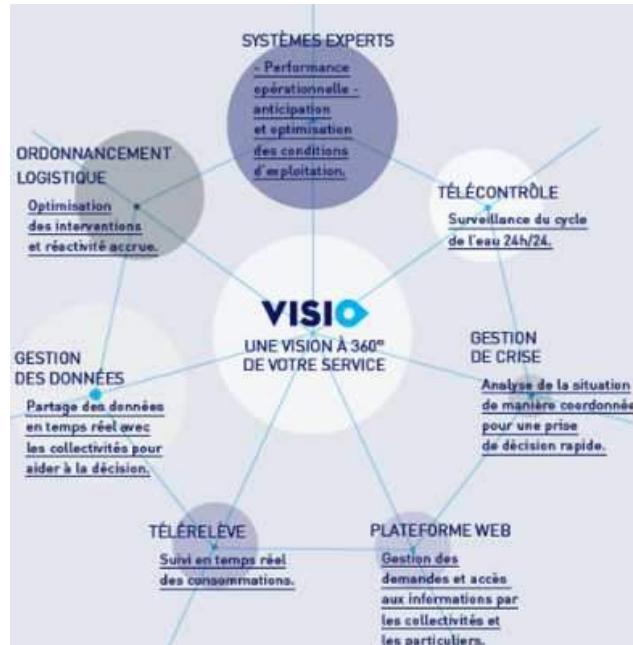 SYSTÈMES EXPERTS
- Performance
opérationnelle -
anticipation
et optimisation
des conditions
d'exploitation.
ORDONNANCEMENT
LOGISTIQUE
Optimisation
des interventions
et réactivité accrue.
TÉLÉCONTRÔLE
Surveillance du cycle
de l'eau 24h/24.
VISIO
UNE VISION À 360°
DE VOTRE SERVICE
GESTION
DE CRISE
Analyse de la situation
de manière coordonnée
pour une prise
de décision rapide.
GESTION
DES DONNÉES
Partage des données
en temps réel avec
les collectivités pour
aider à la décision.
TÉLÉRELÈVE
Suivi en temps réel
des consommations.
PLATEFORME WEB
Gestion des
demandes et accès
aux informations par
les collectivités et
les particuliers.